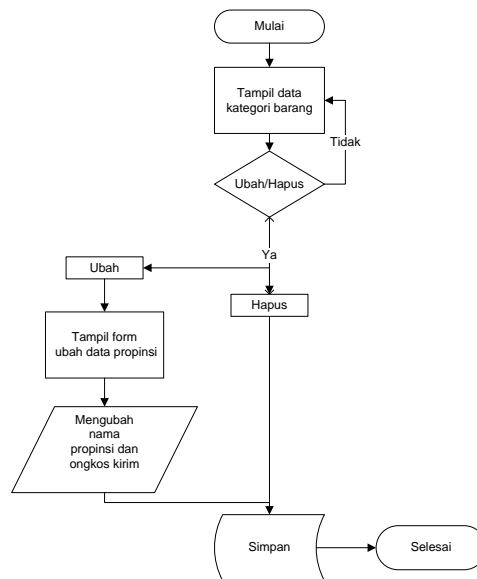 Mulai
Tampil data
kategori barang
Tidak
Ubah/Hapus
Ya
Ubah
Hapus
Tampil form
ubah data propinsi
Mengubah
nama
propinsi dan
ongkos kirim
Simpan
Selesai